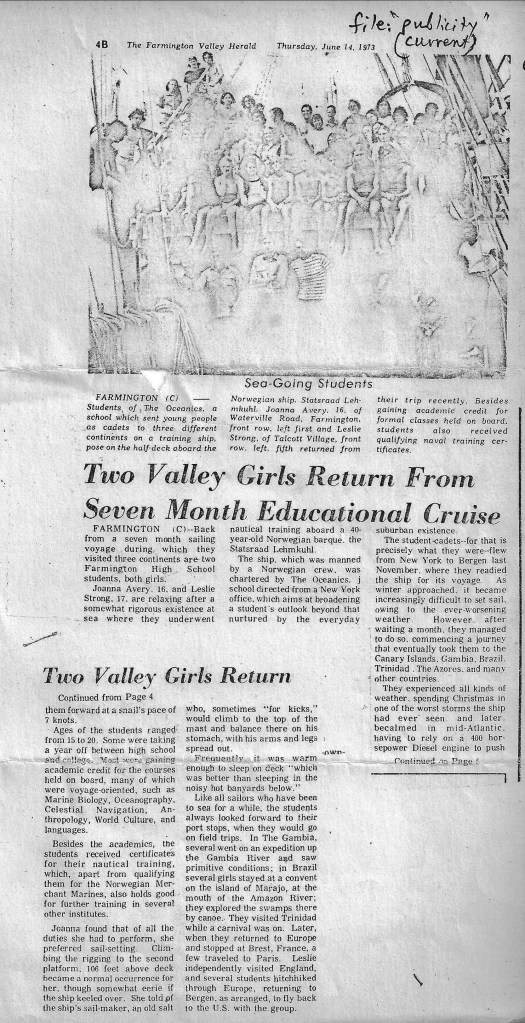 file: "publicity"
(current)
4B The Farmington Valley Herald Thursday, June 14, 1973
Sea-Going Students
FARMINGTON (C) —
Students of The Oceanics, a
school which sent young people
as cadets to three different
continents on a training ship,
pose on the half-deck aboard the
Norwegian ship, Statsraad Leh-
mkuhl. Joanna Avery, 16, of
Waterville Road, Farmington,
front row, left first and Leslie
Strong, of Talcott Village, front
row, left, fifth returned from
their trip recently. Besides
gaining academic credit for
formal classes held on board,
students also received
qualifying naval training cer-
tificates.
Two Valley Girls Return From
Seven Month Educational Cruise
FARMINGTON (C)--Back
from a seven month sailing
voyage during which they
visited three continents are two
Farmington High School
students, both girls.
Joanna Avery, 16, and Leslie
Strong, 17, are relaxing after a
somewhat rigorous existence at
sea where they underwent
nautical training aboard a 40-
year-old Norwegian barque, the
Statsraad Lehmkuhl.
The ship, which was manned
by a Norwegian crew, was
chartered by The Oceanics, j
school directed from a New York
office, which aims at broadening
a student's outlook beyond that
nurtured by the everyday
suburban existence.
The student-cadets--for that is
precisely what they were--flew
from New York to Bergen last
November, where they readied
the ship for its voyage. As
winter approached, it became
increasingly difficult to set sail,
owing to the ever-worsening
weather However, after
waiting a month, they managed
to do so, commencing a journey
that eventually took them to the
Canary Islands, Gambia, Brazil,
Trinidad, The Azores, and many
other countries.
They experienced all kinds of
weather, spending Christmas in
one of the worst storms the ship
had ever seen and later
becalmed in mid-Atlantic,
having to rely on a 400 hor-
sepower Diesel engine to push
Continued on Page
Two Valley Girls Return
Continued from Page 4
them forward at a snail's pace of
7 knots.
Ages of the students ranged
from 15 to 20. Some were taking
a year off between high school
and college. Most were gaining
academic credit for the courses
held on board, many of which
were voyage-oriented, such as
Marine Biology, Oceanography,
Celestial Navigation, An-
thropology, World Culture, and
languages.
Besides the academics, the
students received certificates
for their nautical training,
which, apart from qualifying
them for the Norwegian Mer-
chant Marines, also holds good
for further training in several
other institutes.
Joanna found that of all the
duties she had to perform, she
preferred sail-setting. Clim-
bing the rigging to the second
platform, 106 feet above deck
became a normal occurrence for
her, though somewhat eerie if
the ship keeled over. She told of
the ship's sail-maker, an old salt
who, sometimes "for kicks,"
would climb to the top of the
mast and balance there on his
stomach, with his arms and legs
spread out.
Frequently it was warm
enough to sleep on deck "which
was better than sleeping in the
noisy hot banyards below."
Like all sailors who have been
to sea for a while, the students
always looked forward to their
port stops, when they would go
on field trips. In The Gambia,
several went on an expedition up
the Gambia River and saw
primitive conditions; in Brazil
several girls stayed at a convent
on the island of Marajo, at the
mouth of the Amazon River;
they explored the swamps there
by canoe. They visited Trinidad
while a carnival was on. Later,
when they returned to Europe
and stopped at Brest, France, a
few traveled to Paris. Leslie
independently visited England,
and several students hitchhiked
through Europe, returning to
Bergen, as arranged, to fly back
to the U.S. with the group.
-own-